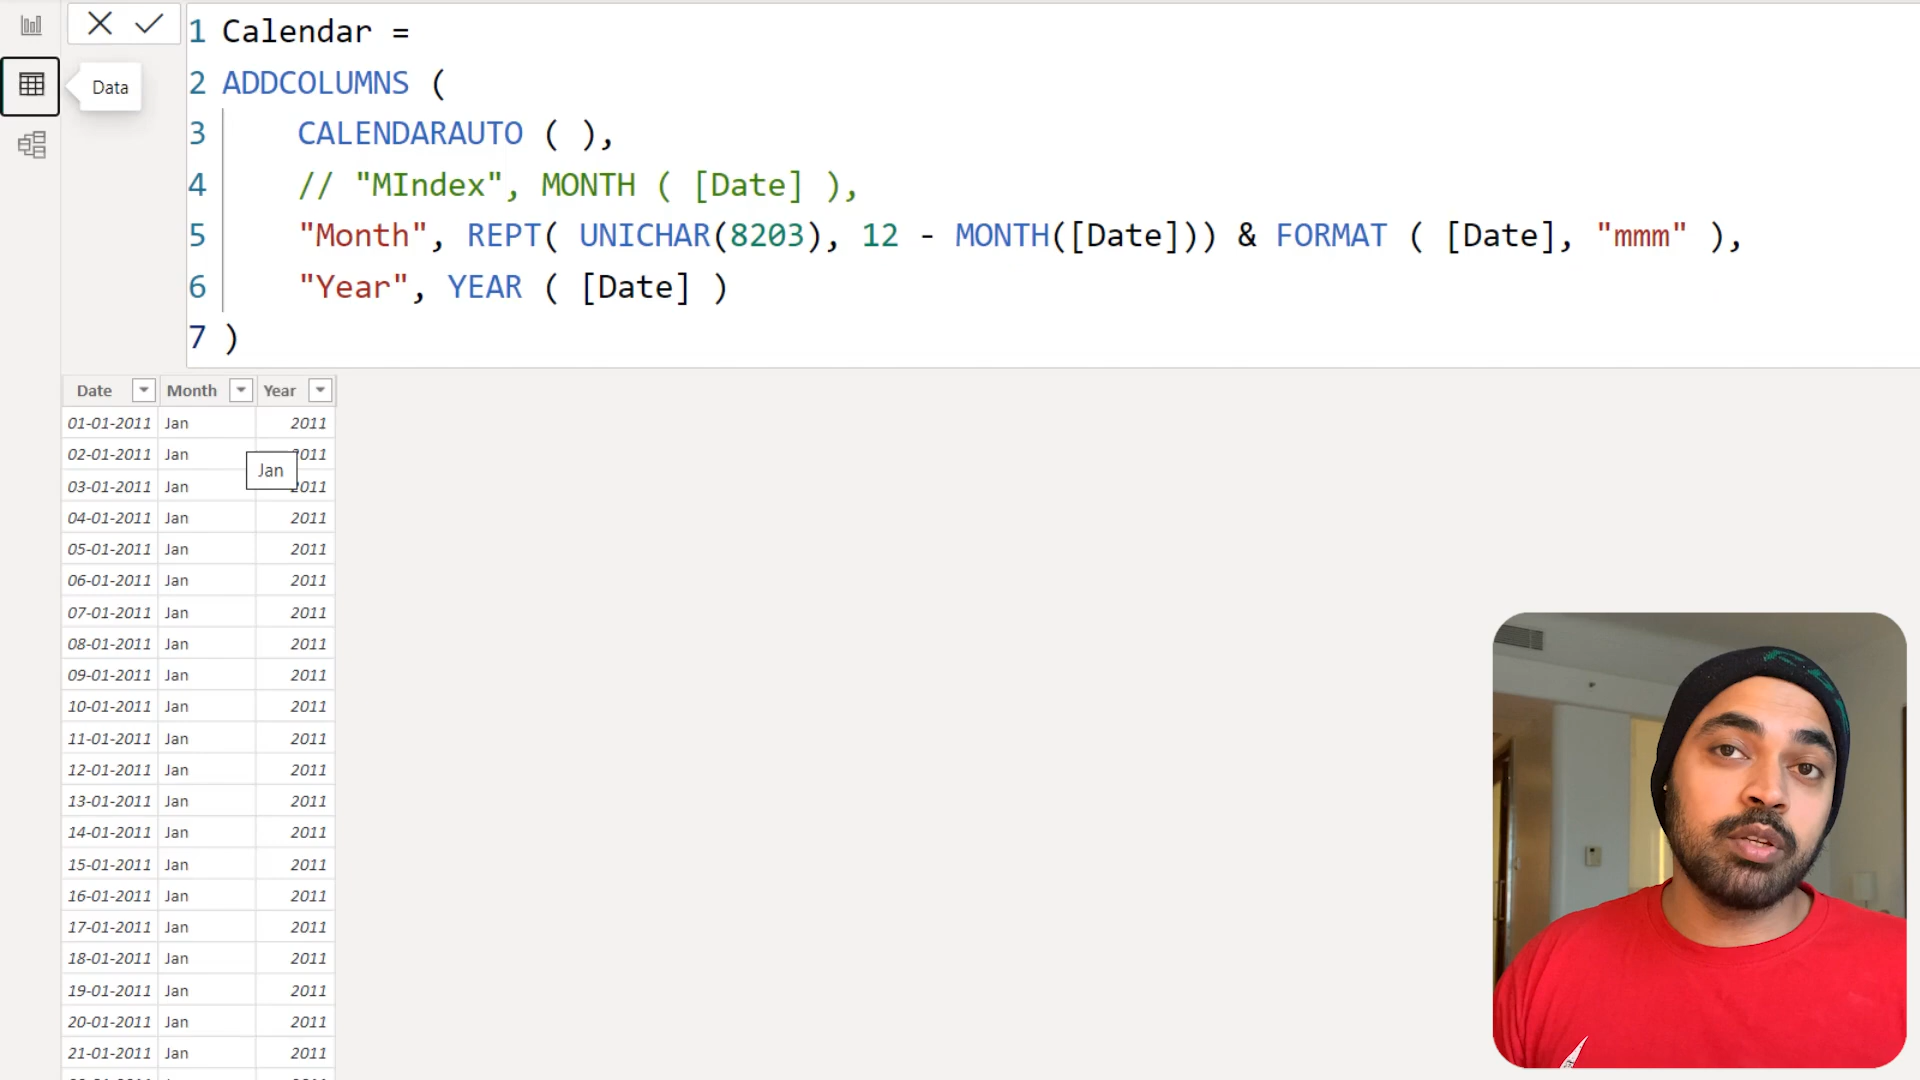 1 Calendar =
2 ADDCOLUMNS (
Data
3 CALENDARAUTO ( ),
4 // "MIndex", MONTH ( [Date] ),
5 "Month", REPT( UNICHAR(8203), 12 - MONTH([Date])) & FORMAT ( [Date], "mmm" ),
6 "Year", YEAR ( [Date] )
7 )
Date Month Year
01-01-2011 Jan 2011
02-01-2011 Jan 2011
Jan
03-01-2011 Jan 2011
04-01-2011 Jan 2011
05-01-2011 Jan 2011
06-01-2011 Jan 2011
07-01-2011 Jan 2011
08-01-2011 Jan 2011
09-01-2011 Jan 2011
10-01-2011 Jan 2011
11-01-2011 Jan 2011
12-01-2011 Jan 2011
13-01-2011 Jan 2011
14-01-2011 Jan 2011
15-01-2011 Jan 2011
16-01-2011 Jan 2011
17-01-2011 Jan 2011
18-01-2011 Jan 2011
19-01-2011 Jan 2011
20-01-2011 Jan 2011
21-01-2011 Jan 2011